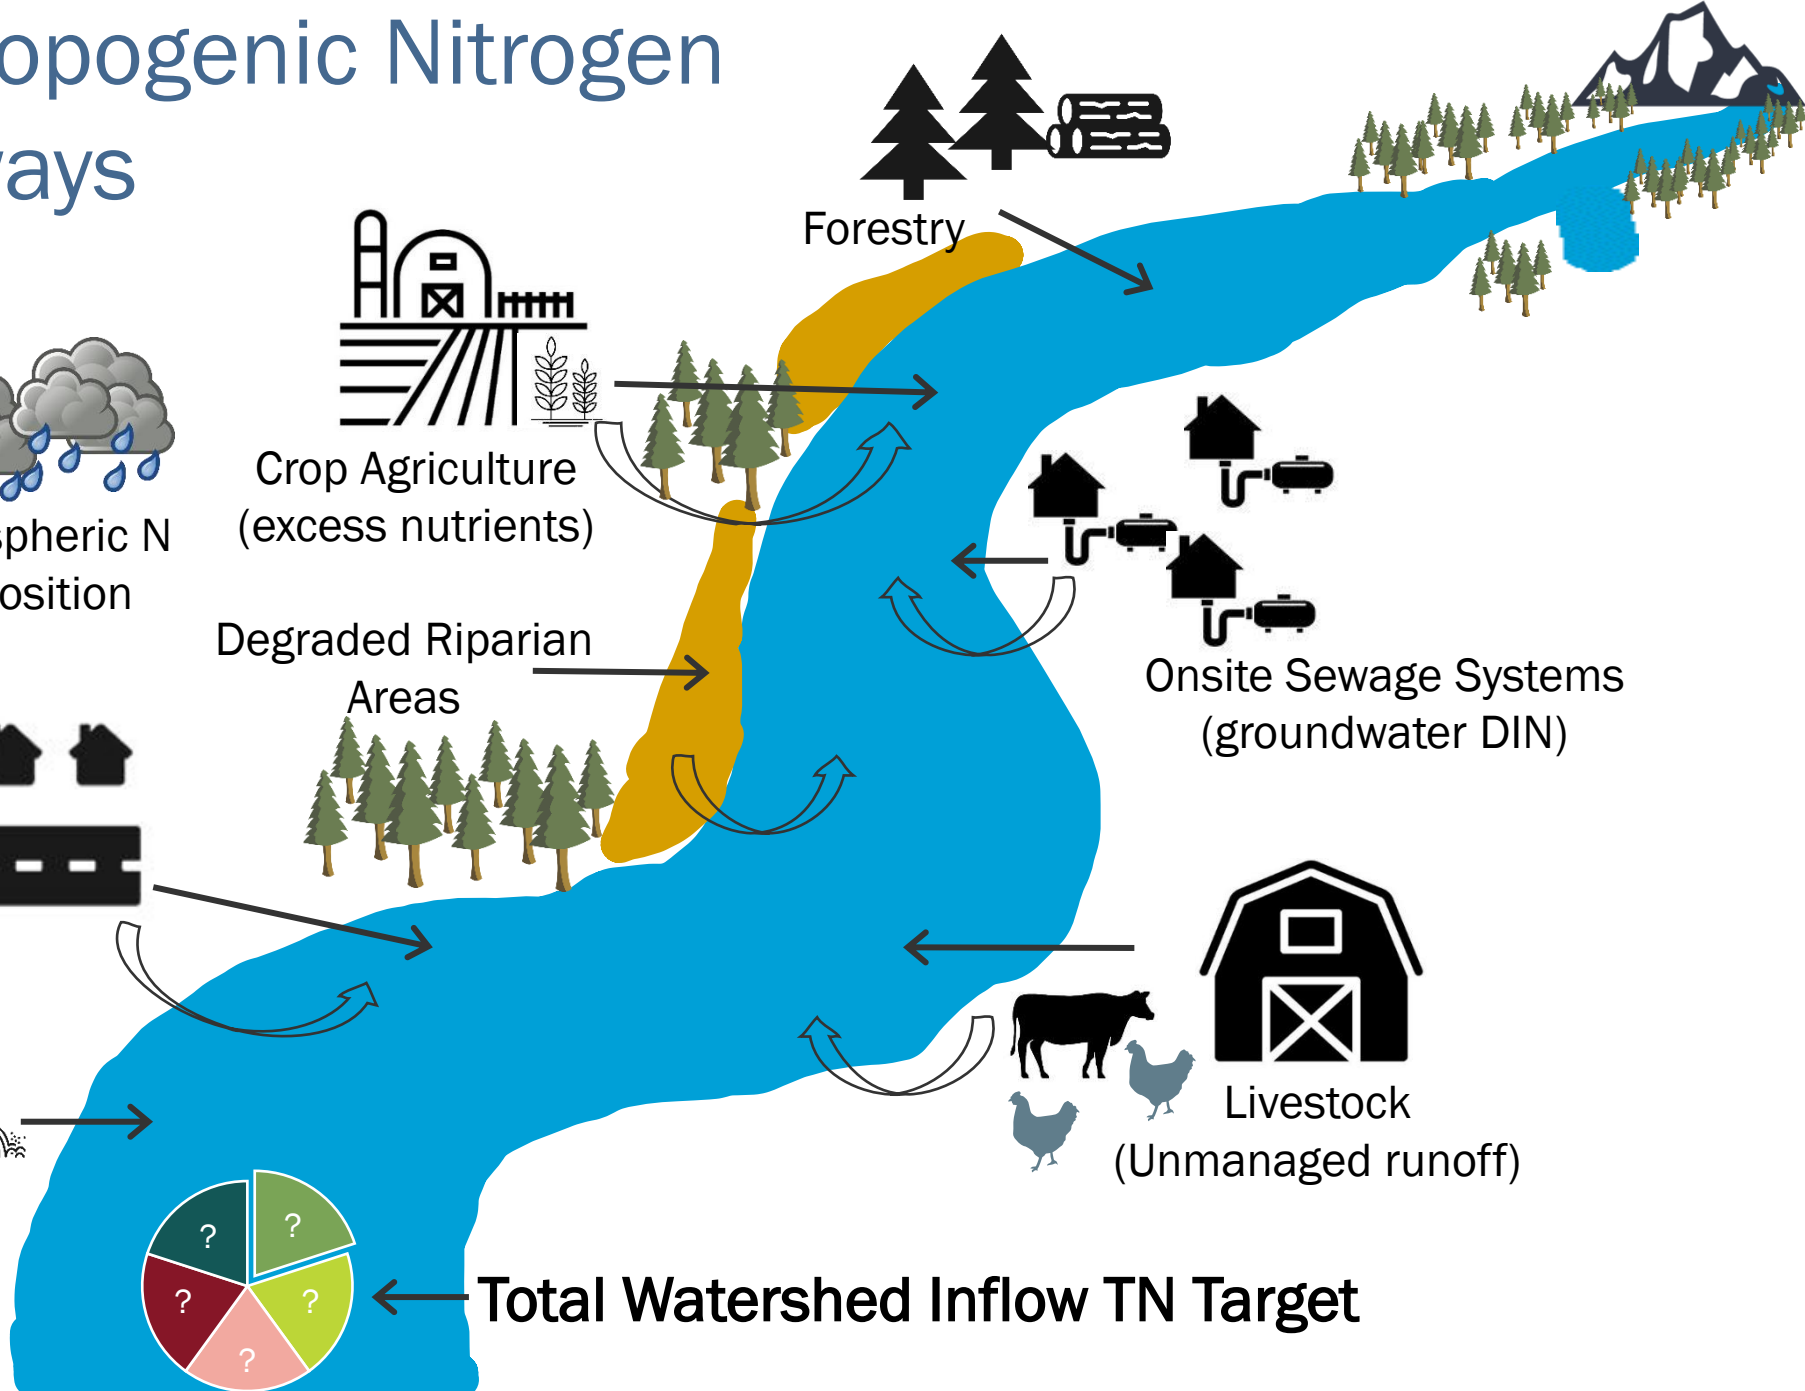 opogenic Nitrogen
ways
Forestry
Crop Agriculture
(excess nutrients)
spheric N
osition
Degraded Riparian
Areas
Onsite Sewage Systems
(groundwater DIN)
Livestock
(Unmanaged runoff)
?
?
?
?
?
Total Watershed Inflow TN Target